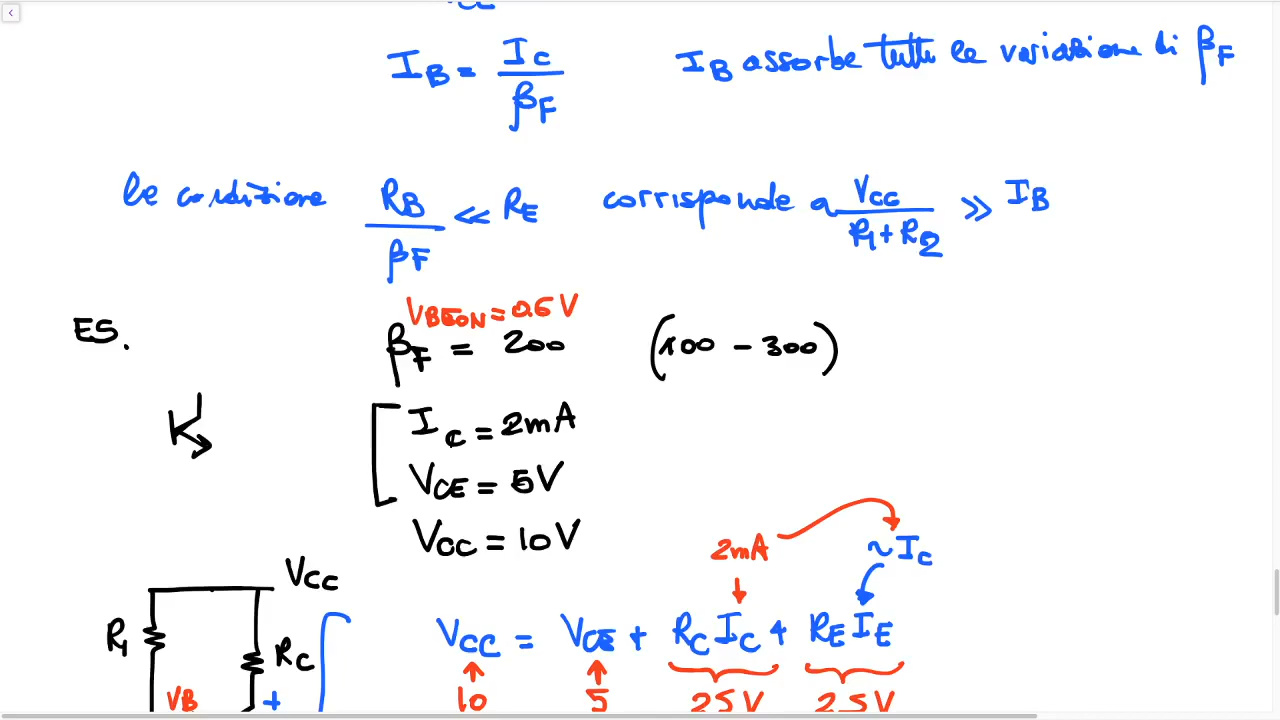 I_B = I_C / β_F   I_B assorbe tutte le variazione di β_F
la condizione R_B / β_F ≪ R_E corrisponde a V_CC / (R_1 + R_2) ≫ I_B
V_BEON = 0.6 V
ES. β_F = 200 (100 - 300)
I_C = 2mA
V_CE = 5V
V_CC = 10V
2mA ~I_C
V_CC
V_CC = V_CE + R_C I_C + R_E I_E
R_1 R_C
V_B + 10 5 2.5V 2.5V